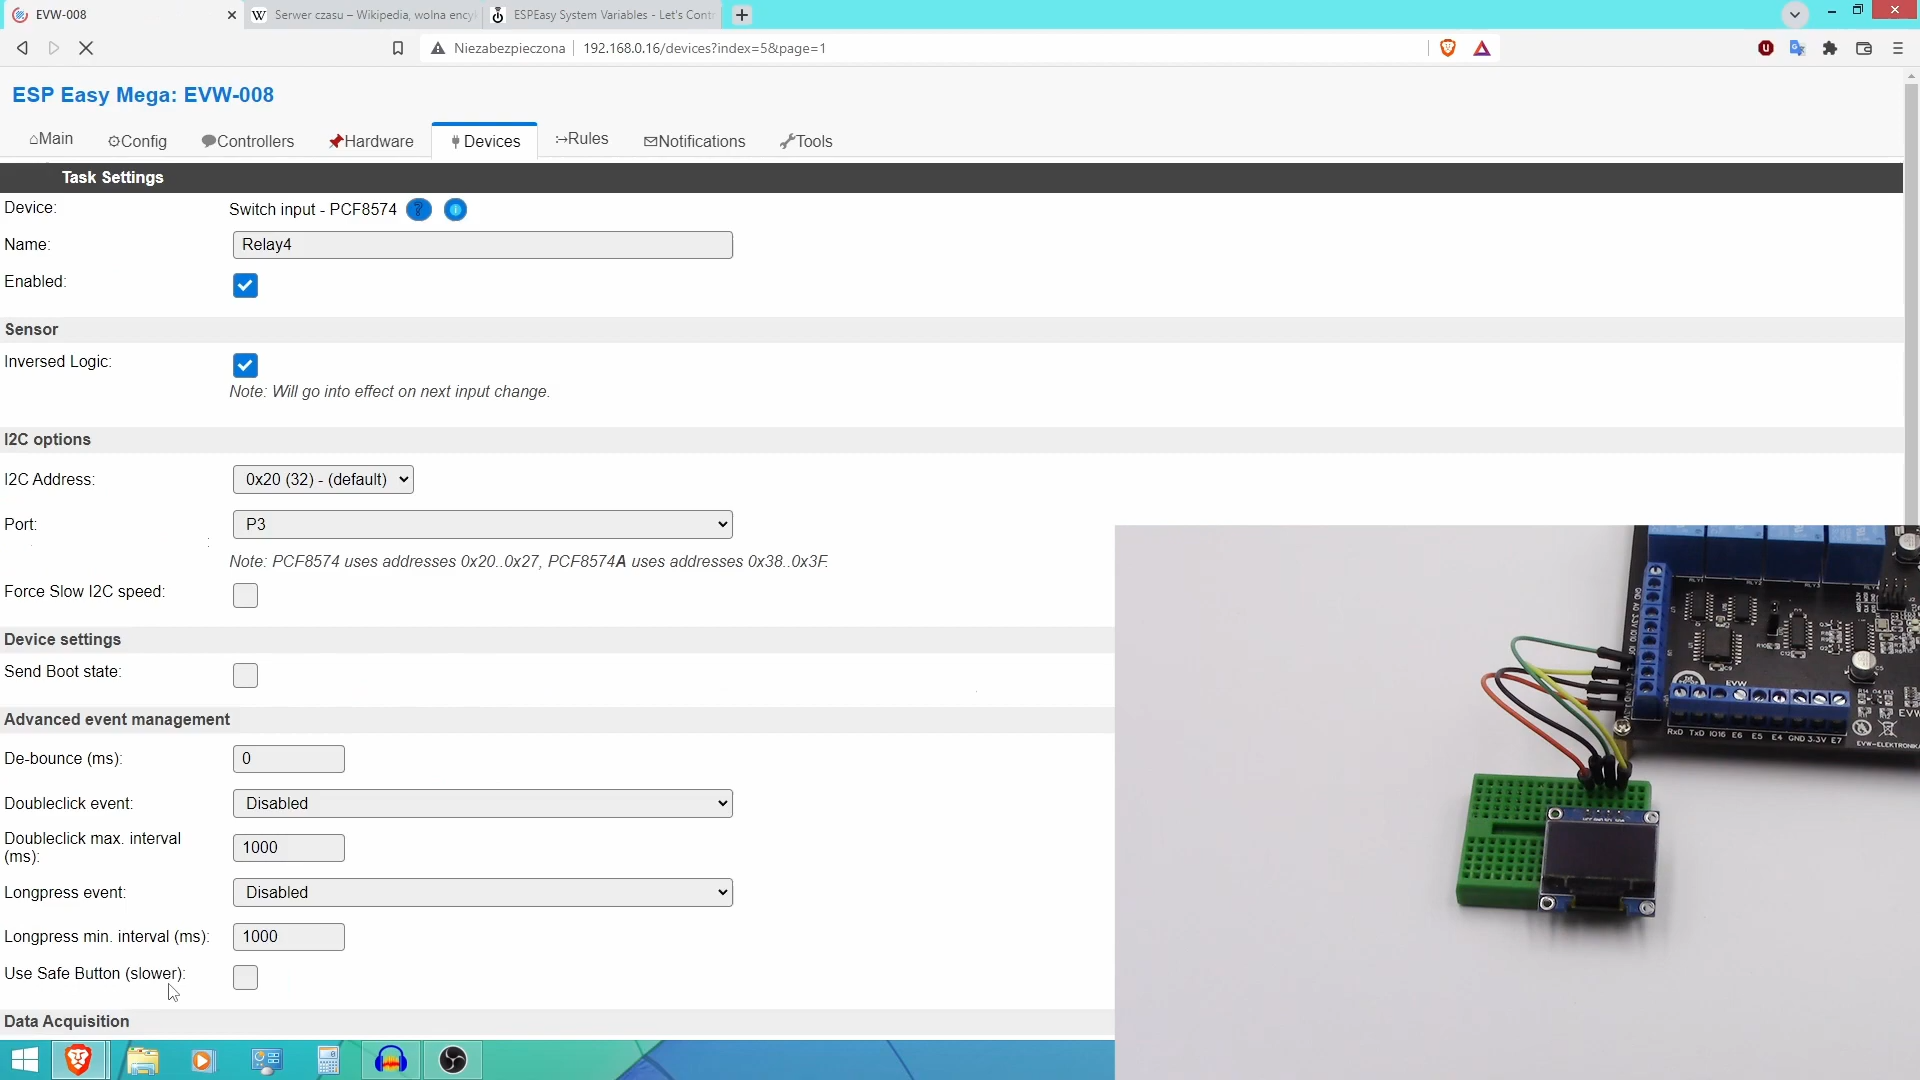 EVW-008
Serwer czasu – Wikipedia, wolna ency
ESPEasy System Variables - Let's Cont
Niezabezpieczona
192.168.0.16/devices?index=5&page=1
ESP Easy Mega: EVW-008
Main
Config
Controllers
Hardware
Devices
Rules
Notifications
Tools
Task Settings
Device:
Switch input - PCF8574
Name:
Relay4
Enabled:
Sensor
Inversed Logic:
Note: Will go into effect on next input change.
I2C options
I2C Address:
0x20 (32) - (default)
Port:
P3
Note: PCF8574 uses addresses 0x20..0x27, PCF8574A uses addresses 0x38..0x3F.
Force Slow I2C speed:
Device settings
Send Boot state:
Advanced event management
De-bounce (ms):
0
Doubleclick event:
Disabled
Doubleclick max. interval
(ms):
1000
Longpress event:
Disabled
Longpress min. interval (ms):
1000
Use Safe Button (slower):
Data Acquisition
RLY1
RLY2
RLY3
EVW
RxD TxD IO16 E6 E5 E4 GND 3.3V E7
EVW-ELEKTRONIKA